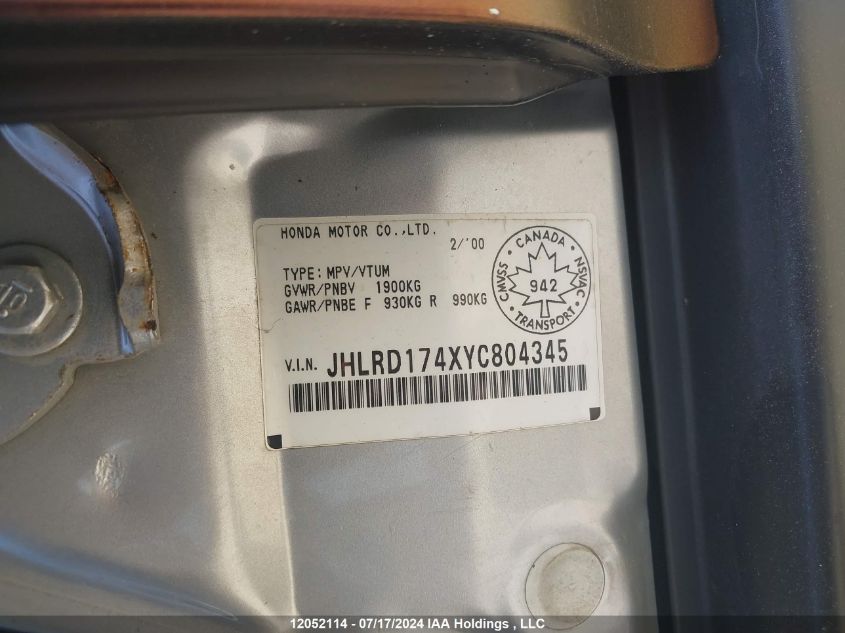 HONDA MOTOR CO.,LTD.
2/'00
TYPE: MPV/VTUM
GVWR/PNBV 1900KG
GAWR/PNBE F 930KG R 990KG
CANADA
CMVSS
942
NSVAC
TRANSPORT
V.I.N. JHLRD174XYC804345
12052114 - 07/17/2024 IAA Holdings , LLC